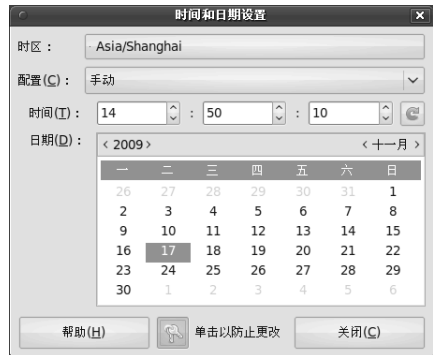 时间和日期设置
时区： Asia/Shanghai
配置(C)： 手动
时间(T)： 14 : 50 : 10
日期(D)： ‹ 2009 › ‹ 十一月 ›
一 二 三 四 五 六 日
26 27 28 29 30 31 1
2 3 4 5 6 7 8
9 10 11 12 13 14 15
16 17 18 19 20 21 22
23 24 25 26 27 28 29
30 1 2 3 4 5 6
帮助(H) 单击以防止更改 关闭(C)